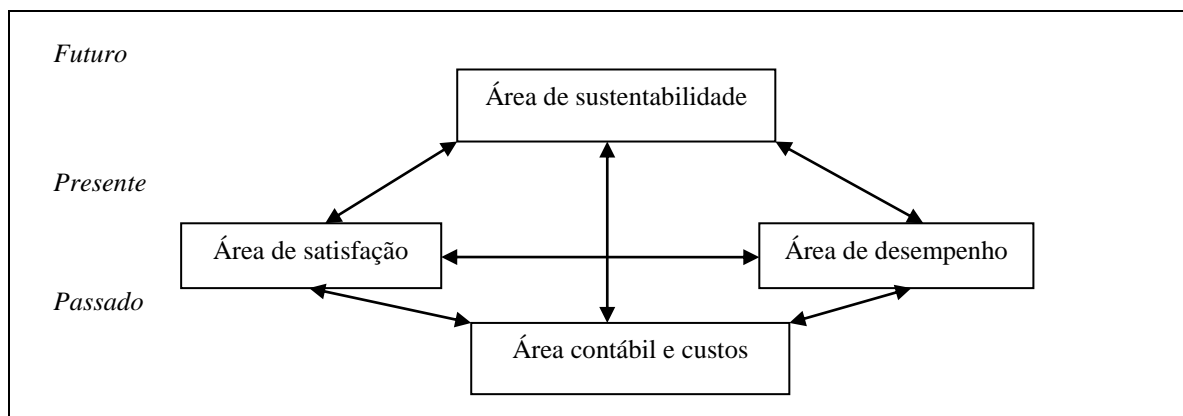 Futuro
Área de sustentabilidade
Presente
Área de satisfação
Área de desempenho
Passado
Área contábil e custos